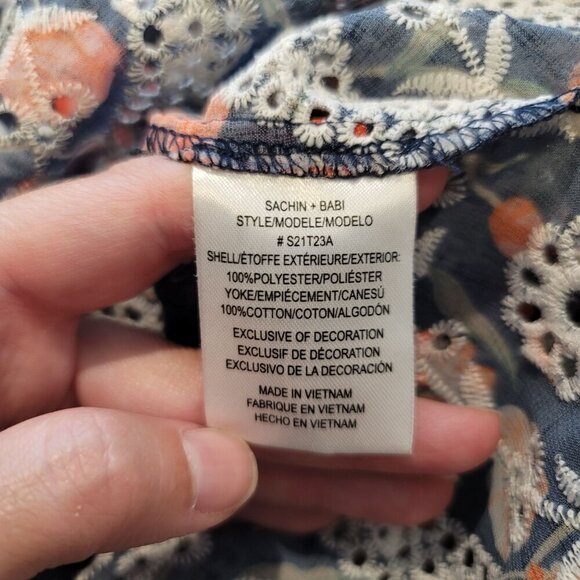 SACHIN + BABI
STYLE/MODELE/MODELO
# S21T23A
SHELL/ÉTOFFE EXTÉRIEURE/EXTERIOR:
100%POLYESTER/POLIÉSTER
YOKE/EMPIÉCEMENT/CANESÚ
100%COTTON/COTON/ALGODÓN
EXCLUSIVE OF DECORATION
EXCLUSIF DE DÉCORATION
EXCLUSIVO DE LA DECORACIÓN
MADE IN VIETNAM
FABRIQUE EN VIETNAM
HECHO EN VIETNAM